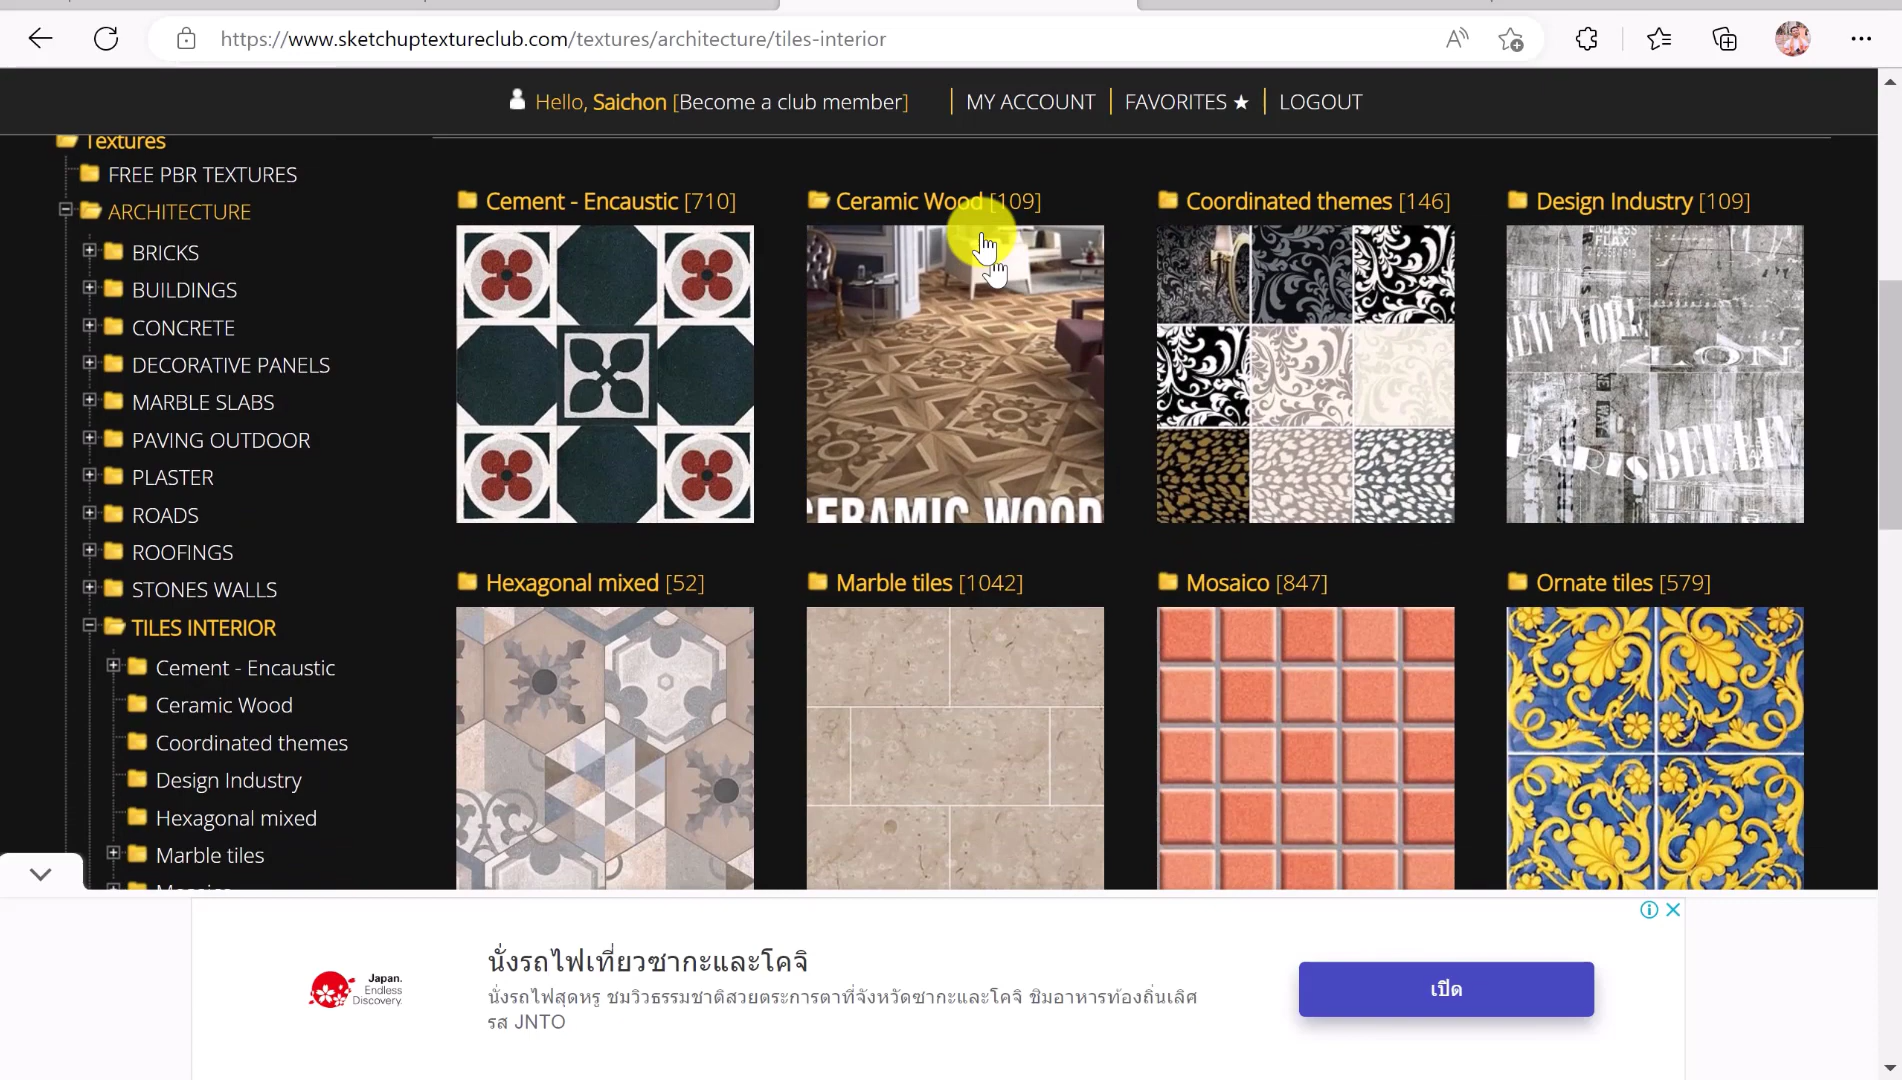 https://www.sketchuptextureclub.com/textures/architecture/tiles-interior
Hello, Saichon [Become a club member] MY ACCOUNT FAVORITES ★ LOGOUT
Textures
FREE PBR TEXTURES
ARCHITECTURE
BRICKS
BUILDINGS
CONCRETE
DECORATIVE PANELS
MARBLE SLABS
PAVING OUTDOOR
PLASTER
ROADS
ROOFINGS
STONES WALLS
TILES INTERIOR
Cement - Encaustic
Ceramic Wood
Coordinated themes
Design Industry
Hexagonal mixed
Marble tiles
Cement - Encaustic [710]
Ceramic Wood [109]
Coordinated themes [146]
Design Industry [109]
CERAMIC WOOD
Hexagonal mixed [52]
Marble tiles [1042]
Mosaico [847]
Ornate tiles [579]
Japan.
Endless
Discovery.
นั่งรถไฟเที่ยวซากะและโคจิ
นั่งรถไฟสุดหรู ชมวิวธรรมชาติสวยตระการตาที่จังหวัดซากะและโคจิ ชิมอาหารท้องถิ่นเลิศ
รส JNTO
เปิด